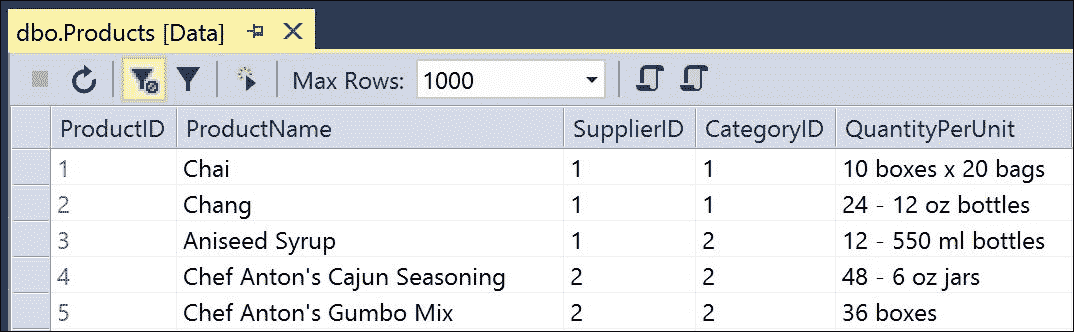 dbo.Products [Data]
Max Rows: 1000
ProductID ProductName SupplierID CategoryID QuantityPerUnit
1 Chai 1 1 10 boxes x 20 bags
2 Chang 1 1 24 - 12 oz bottles
3 Aniseed Syrup 1 2 12 - 550 ml bottles
4 Chef Anton's Cajun Seasoning 2 2 48 - 6 oz jars
5 Chef Anton's Gumbo Mix 2 2 36 boxes